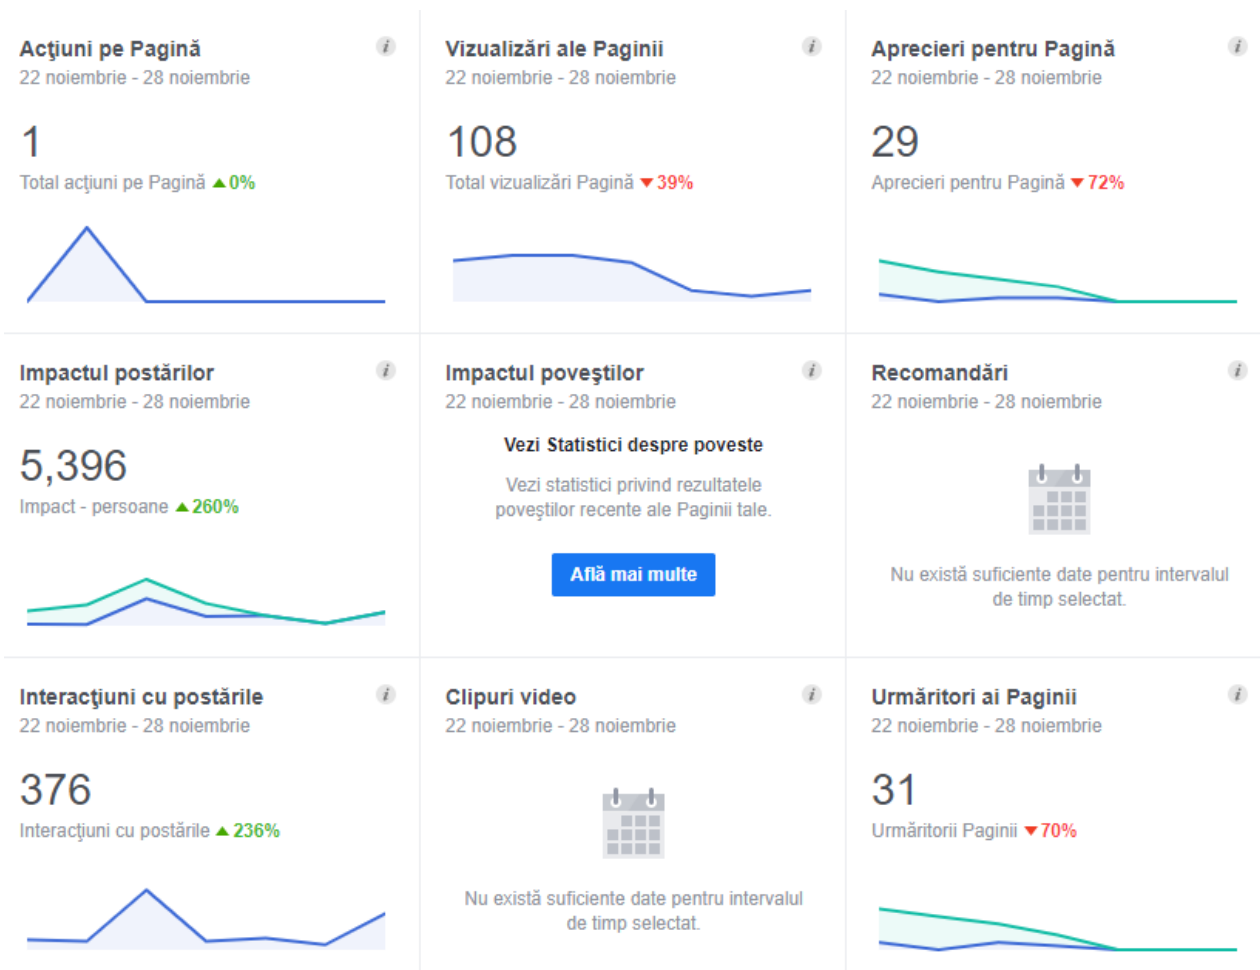 Acţiuni pe Pagină
22 noiembrie - 28 noiembrie
1
Total acţiuni pe Pagină ▲0%
Vizualizări ale Paginii
22 noiembrie - 28 noiembrie
108
Total vizualizări Pagină ▼39%
Aprecieri pentru Pagină
22 noiembrie - 28 noiembrie
29
Aprecieri pentru Pagină ▼72%
Impactul postărilor
22 noiembrie - 28 noiembrie
5,396
Impact - persoane ▲260%
Impactul poveştilor
22 noiembrie - 28 noiembrie
Vezi Statistici despre poveste
Vezi statistici privind rezultatele
poveştilor recente ale Paginii tale.
Află mai multe
Recomandări
22 noiembrie - 28 noiembrie
Nu există suficiente date pentru intervalul
de timp selectat.
Interacţiuni cu postările
22 noiembrie - 28 noiembrie
376
Interacţiuni cu postările ▲236%
Clipuri video
22 noiembrie - 28 noiembrie
Nu există suficiente date pentru intervalul
de timp selectat.
Urmăritori ai Paginii
22 noiembrie - 28 noiembrie
31
Urmăritorii Paginii ▼70%